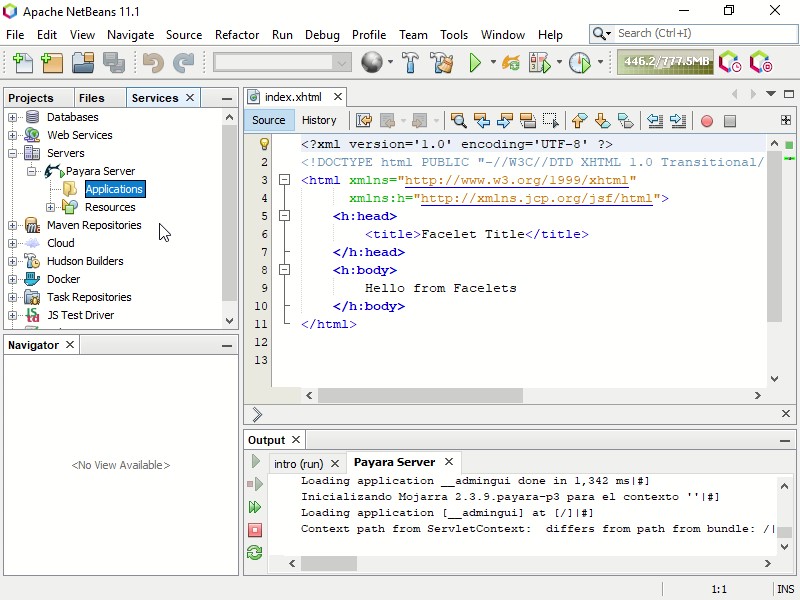 Apache NetBeans 11.1
File Edit View Navigate Source Refactor Run Debug Profile Team Tools Window Help
Search (Ctrl+I)
446.2/777.5MB
Projects Files Services
Databases
Web Services
Servers
Payara Server
Applications
Resources
Maven Repositories
Cloud
Hudson Builders
Docker
Task Repositories
JS Test Driver
Navigator
<No View Available>
index.xhtml
Source History
1 <?xml version='1.0' encoding='UTF-8' ?>
2 <!DOCTYPE html PUBLIC "-//W3C//DTD XHTML 1.0 Transitional/
3 <html xmlns="http://www.w3.org/1999/xhtml"
4 xmlns:h="http://xmlns.jcp.org/jsf/html">
5 <h:head>
6 <title>Facelet Title</title>
7 </h:head>
8 <h:body>
9 Hello from Facelets
10 </h:body>
11 </html>
12
13
Output
intro (run) Payara Server
Loading application __admingui done in 1,342 ms|#]
Inicializando Mojarra 2.3.9.payara-p3 para el contexto ''|#]
Loading application [__admingui] at [/]|#]
Context path from ServletContext: differs from path from bundle: /|
1:1 INS